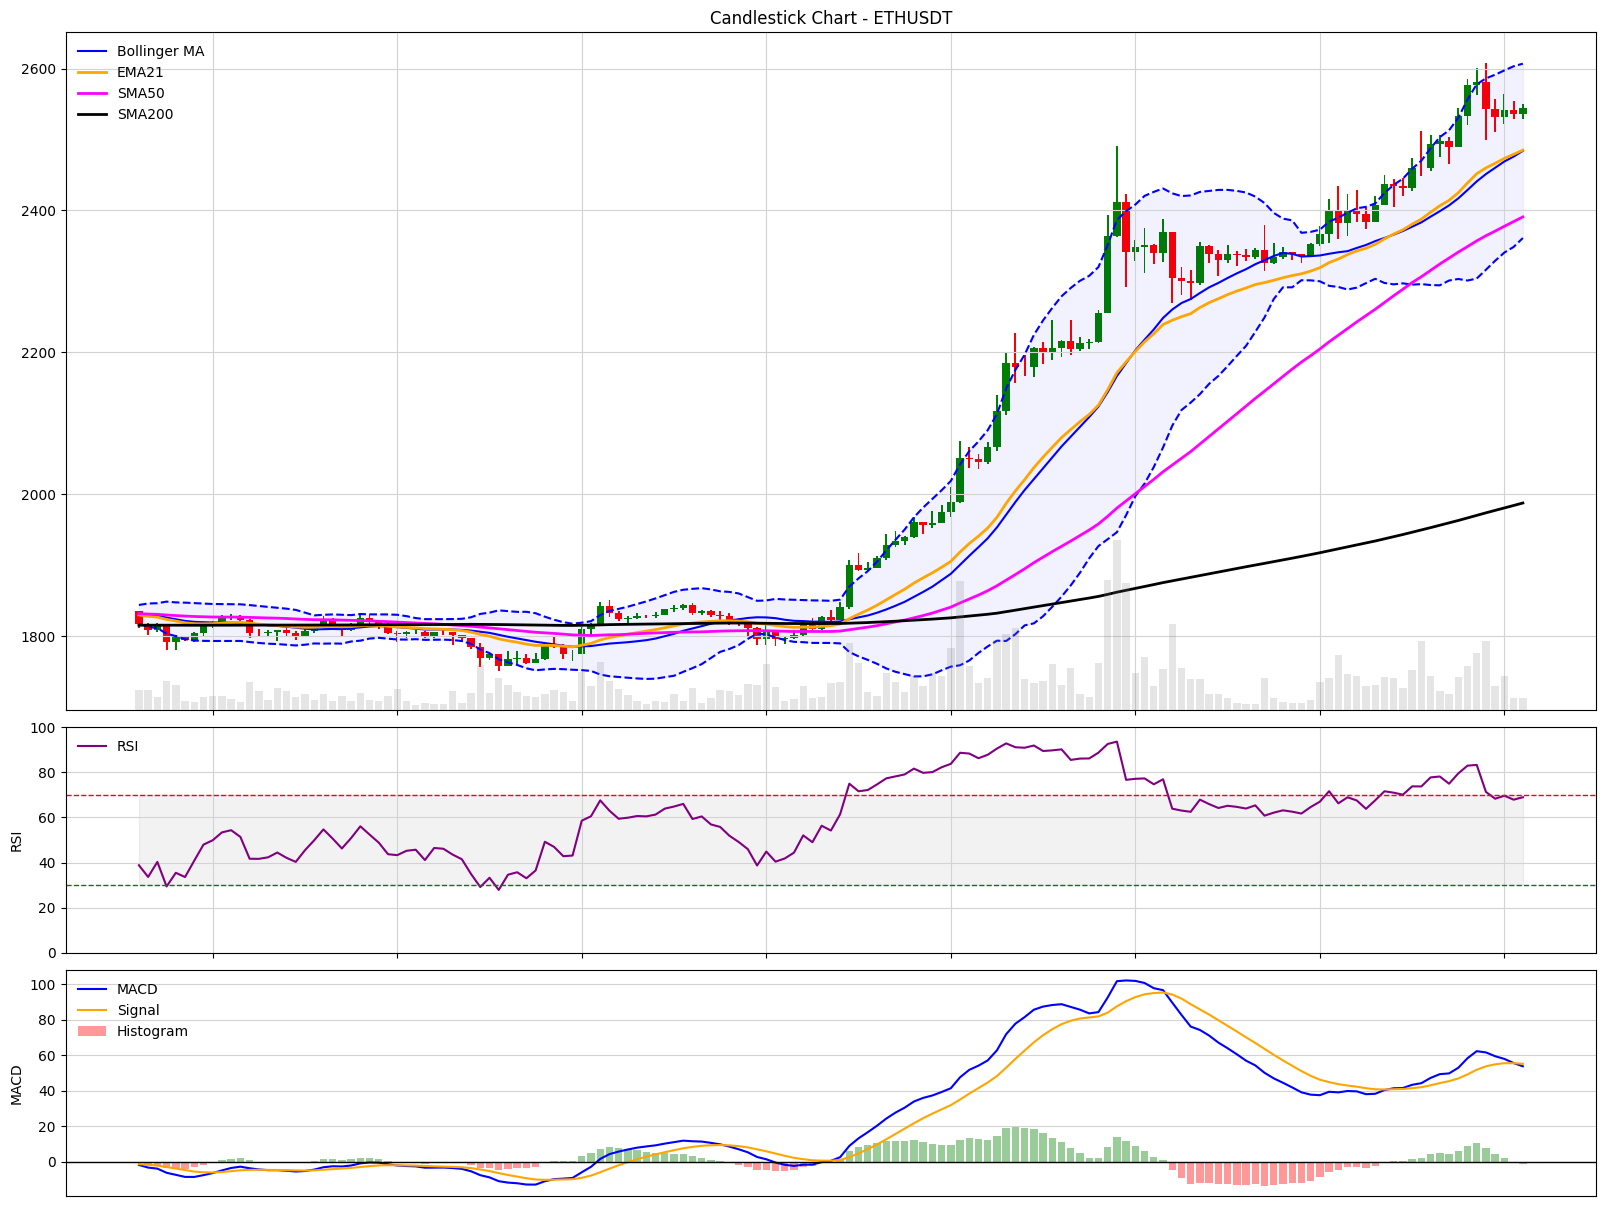 Candlestick Chart - ETHUSDT
Bollinger MA
EMA21
SMA50
SMA200
2600
2400
2200
2000
1800
RSI
100
80
60
40
20
0
RSI
MACD
Signal
Histogram
100
80
60
40
20
0
MACD